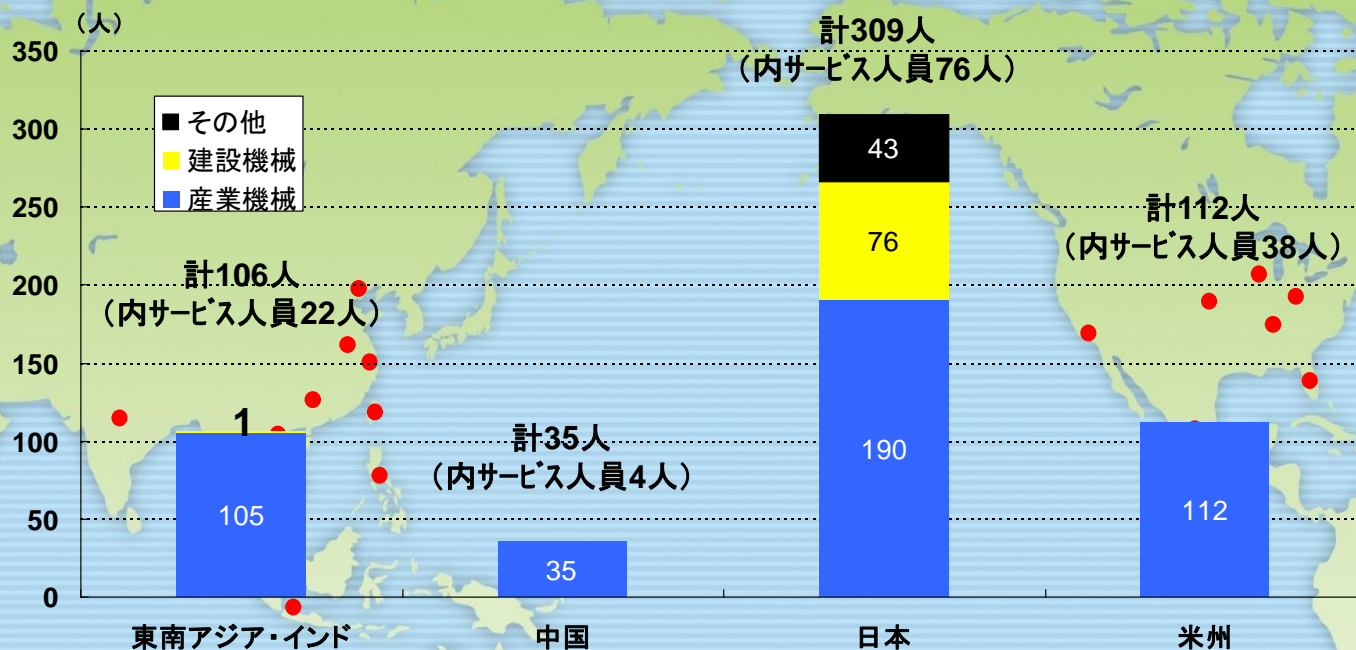 （人）
350
300
250
200
150
100
50
0
その他
建設機械
産業機械
計106人
（内サービス人員22人）
1
105
計35人
（内サービス人員4人）
35
計309人
（内サービス人員76人）
43
76
190
計112人
（内サービス人員38人）
112
東南アジア・インド
中国
日本
米州